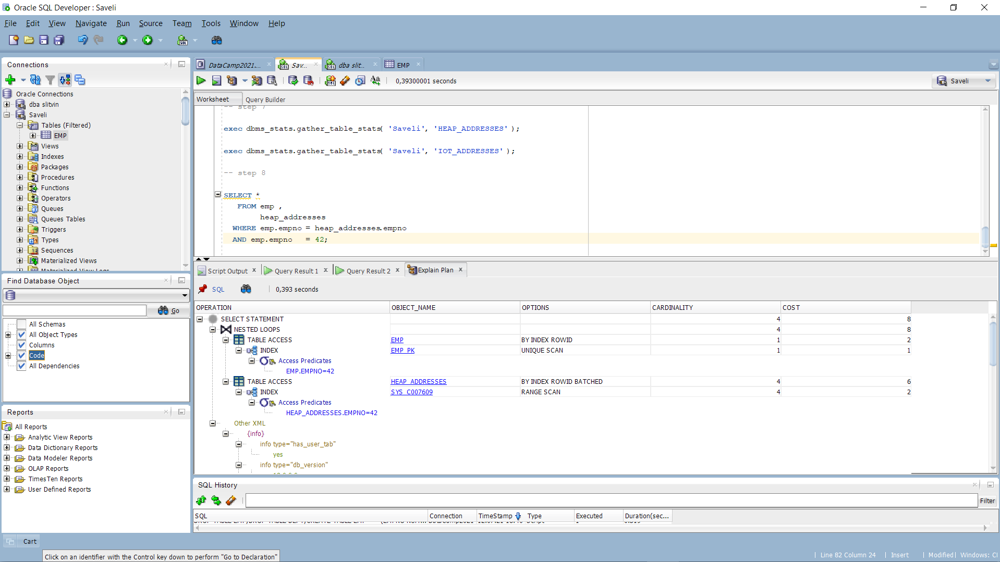 Oracle SQL Developer : Saveli
File Edit View Navigate Run Source Team Tools Window Help
Connections
Oracle Connections
dba slitvin
Saveli
Tables (Filtered)
EMP
Views
Indexes
Packages
Procedures
Functions
Operators
Queues
Queues Tables
Triggers
Types
Sequences
Materialized Views
Materialized View Logs
Find Database Object
Go
All Schemas
All Object Types
Columns
Code
All Dependencies
Reports
All Reports
Analytic View Reports
Data Dictionary Reports
Data Modeler Reports
OLAP Reports
TimesTen Reports
User Defined Reports
DataCamp2021.... Sav... dba slit.. EMP
0,39300001 seconds
Saveli
Worksheet Query Builder
-- step 7
exec dbms_stats.gather_table_stats( 'Saveli', 'HEAP_ADDRESSES' );
exec dbms_stats.gather_table_stats( 'Saveli', 'IOT_ADDRESSES' );
-- step 8
SELECT *
FROM emp ,
heap_addresses
WHERE emp.empno = heap_addresses.empno
AND emp.empno = 42;
Script Output Query Result 1 Query Result 2 Explain Plan
SQL 0,393 seconds
OPERATION OBJECT_NAME OPTIONS CARDINALITY COST
SELECT STATEMENT 4 8
NESTED LOOPS 4 8
TABLE ACCESS EMP BY INDEX ROWID 1 2
INDEX EMP_PK UNIQUE SCAN 1 1
Access Predicates
EMP.EMPNO=42
TABLE ACCESS HEAP_ADDRESSES BY INDEX ROWID BATCHED 4 6
INDEX SYS_C007609 RANGE SCAN 4 2
Access Predicates
HEAP_ADDRESSES.EMPNO=42
Other XML
{info}
info type="has_user_tab"
yes
info type="db_version"
SQL History
Filter
SQL Connection TimeStamp Type Executed Duration(sec...
Cart
Click on an identifier with the Control key down to perform "Go to Declaration"
Line 82 Column 24 Insert Modified Windows: Cl